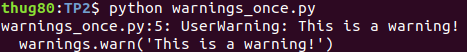 thug80:TP2$ python warnings_once.py
warnings_once.py:5: UserWarning: This is a warning!
  warnings.warn('This is a warning!')